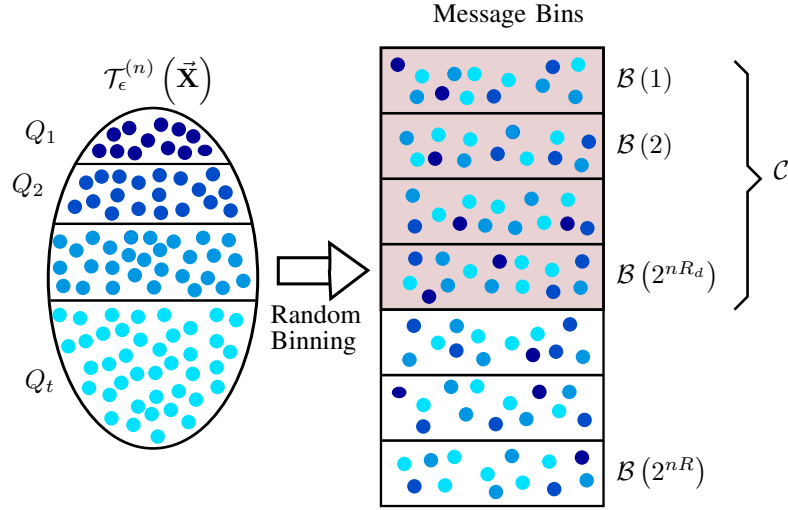 Message Bins
𝒯_ϵ^(n) (X⃗)
Q_1
Q_2
Q_t
Random
Binning
ℬ (1)
ℬ (2)
ℬ (2^{nR_d})
ℬ (2^{nR})
𝒞